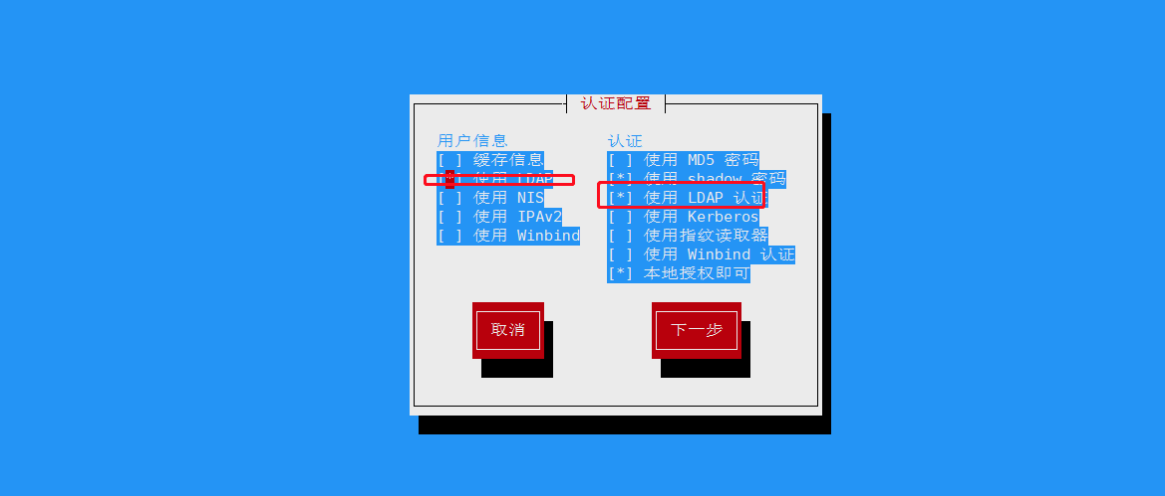 认证配置
用户信息
[ ] 缓存信息
[*] 使用 LDAP
[ ] 使用 NIS
[ ] 使用 IPAv2
[ ] 使用 Winbind
认证
[ ] 使用 MD5 密码
[*] 使用 shadow 密码
[*] 使用 LDAP 认证
[ ] 使用 Kerberos
[ ] 使用指纹读取器
[ ] 使用 Winbind 认证
[*] 本地授权即可
取消
下一步